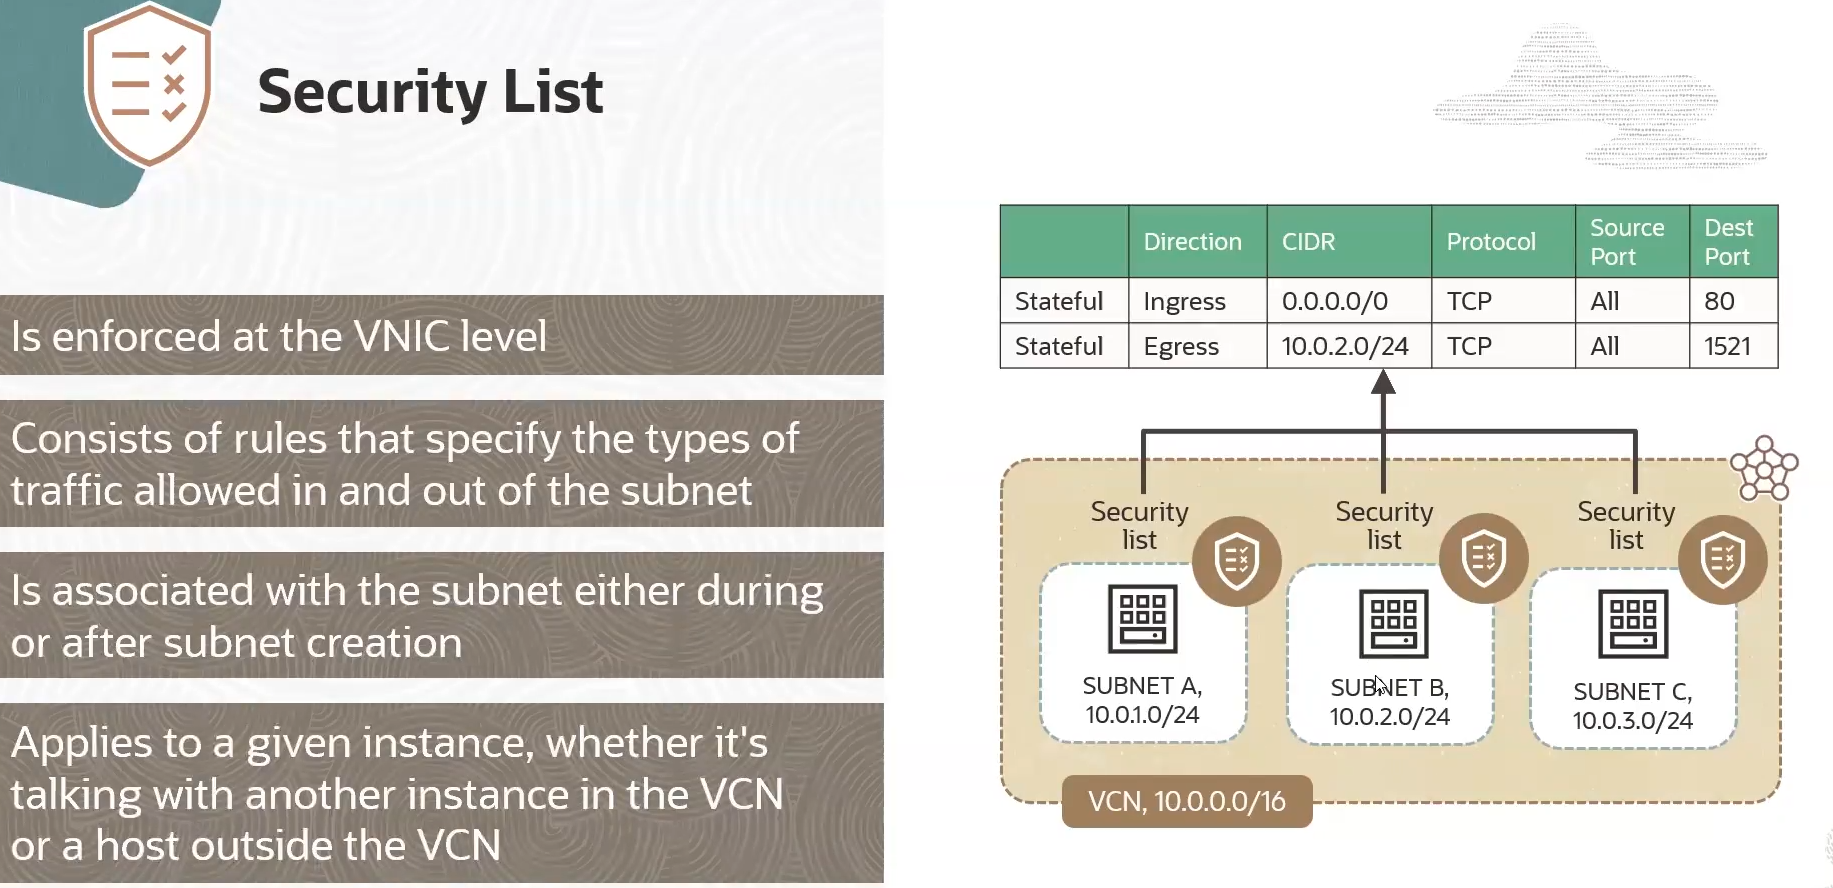 Security List
Is enforced at the VNIC level
Consists of rules that specify the types of
traffic allowed in and out of the subnet
Is associated with the subnet either during
or after subnet creation
Applies to a given instance, whether it's
talking with another instance in the VCN
or a host outside the VCN
Direction CIDR Protocol Source Port Dest Port
Stateful Ingress 0.0.0.0/0 TCP All 80
Stateful Egress 10.0.2.0/24 TCP All 1521
Security
list
Security
list
Security
list
SUBNET A,
10.0.1.0/24
SUBNET B,
10.0.2.0/24
SUBNET C,
10.0.3.0/24
VCN, 10.0.0.0/16